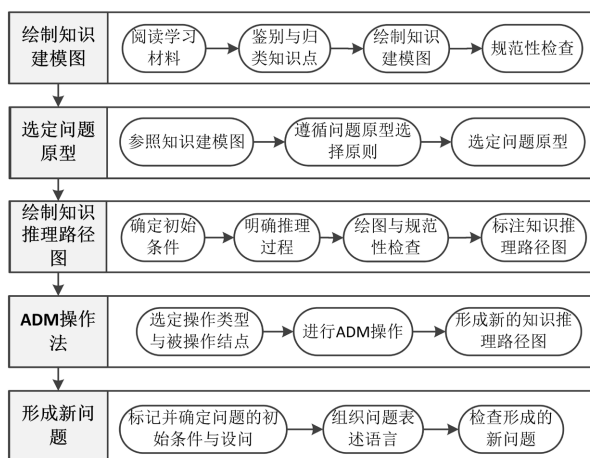 绘制知识
建模图
阅读学习
材料
鉴别与归
类知识点
绘制知识
建模图
规范性检查
选定问题
原型
参照知识建模图
遵循问题原型选
择原则
选定问题原型
绘制知识
推理路径
图
确定初始
条件
明确推理
过程
绘图与规范
性检查
标注知识推
理路径图
ADM操作
法
选定操作类型
与被操作结点
进行ADM操作
形成新的知识推
理路径图
形成新问
题
标记并确定问题的初
始条件与设问
组织问题表
述语言
检查形成的
新问题